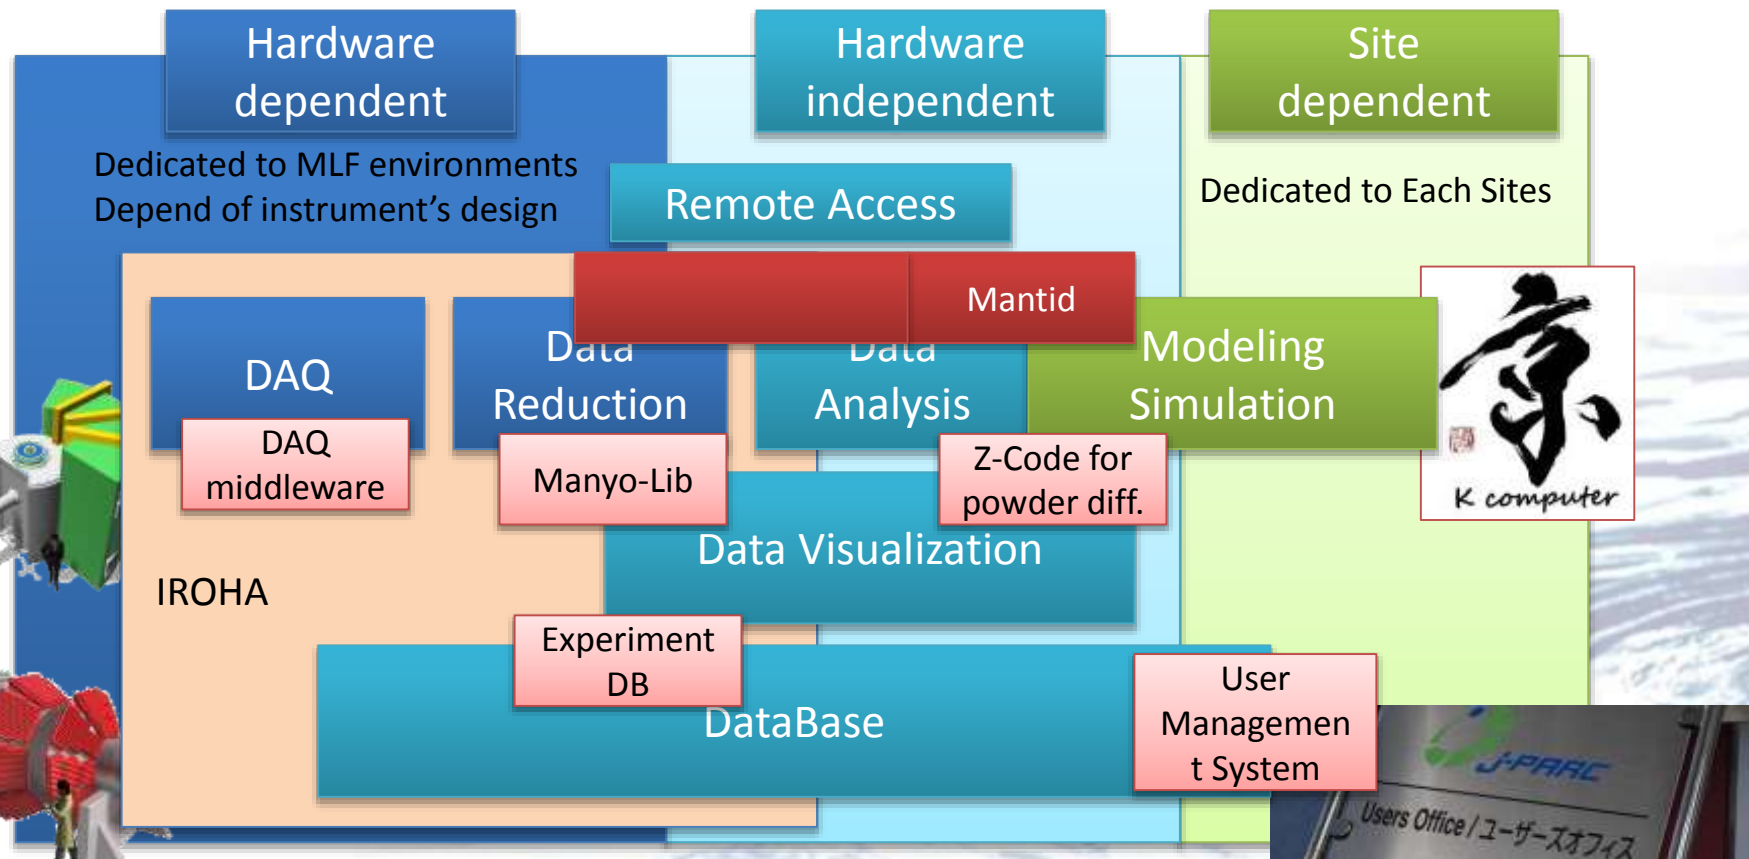 Hardware
dependent
Hardware
independent
Site
dependent
Dedicated to MLF environments
Depend of instrument's design
Remote Access
Dedicated to Each Sites
Mantid
DAQ
Data
Reduction
Data
Analysis
Modeling
Simulation
DAQ
middleware
Manyo-Lib
Z-Code for
powder diff.
京
K computer
Data Visualization
IROHA
Experiment
DB
DataBase
User
Managemen
t System
J-PARC
Users Office / ユーザーズオフィス